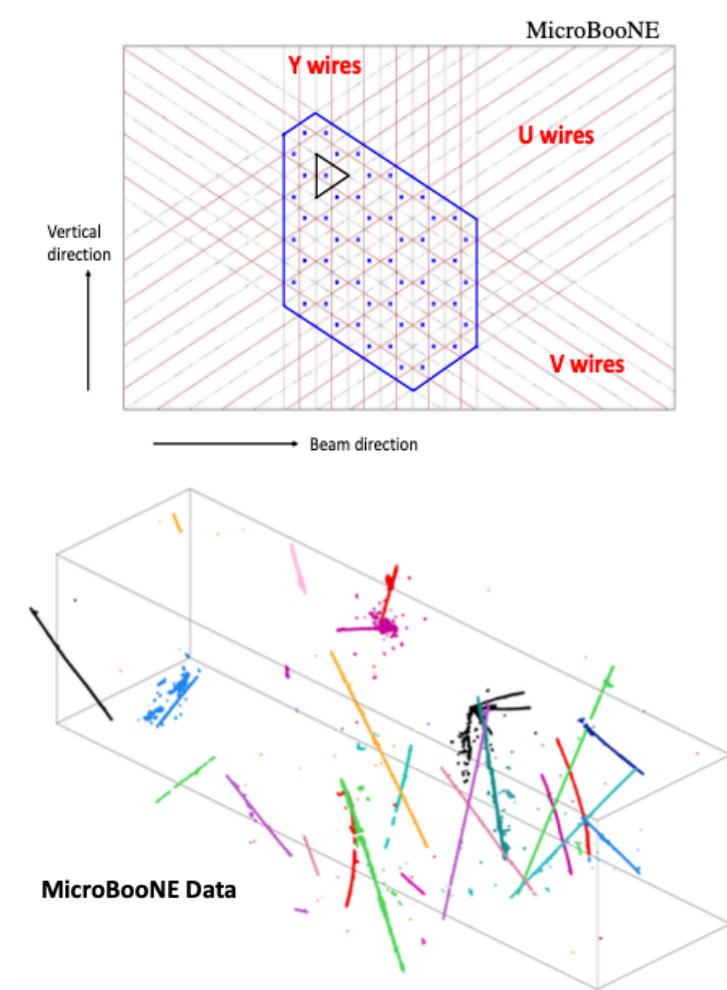 MicroBooNE
Y wires
U wires
Vertical
direction
V wires
Beam direction
MicroBooNE Data